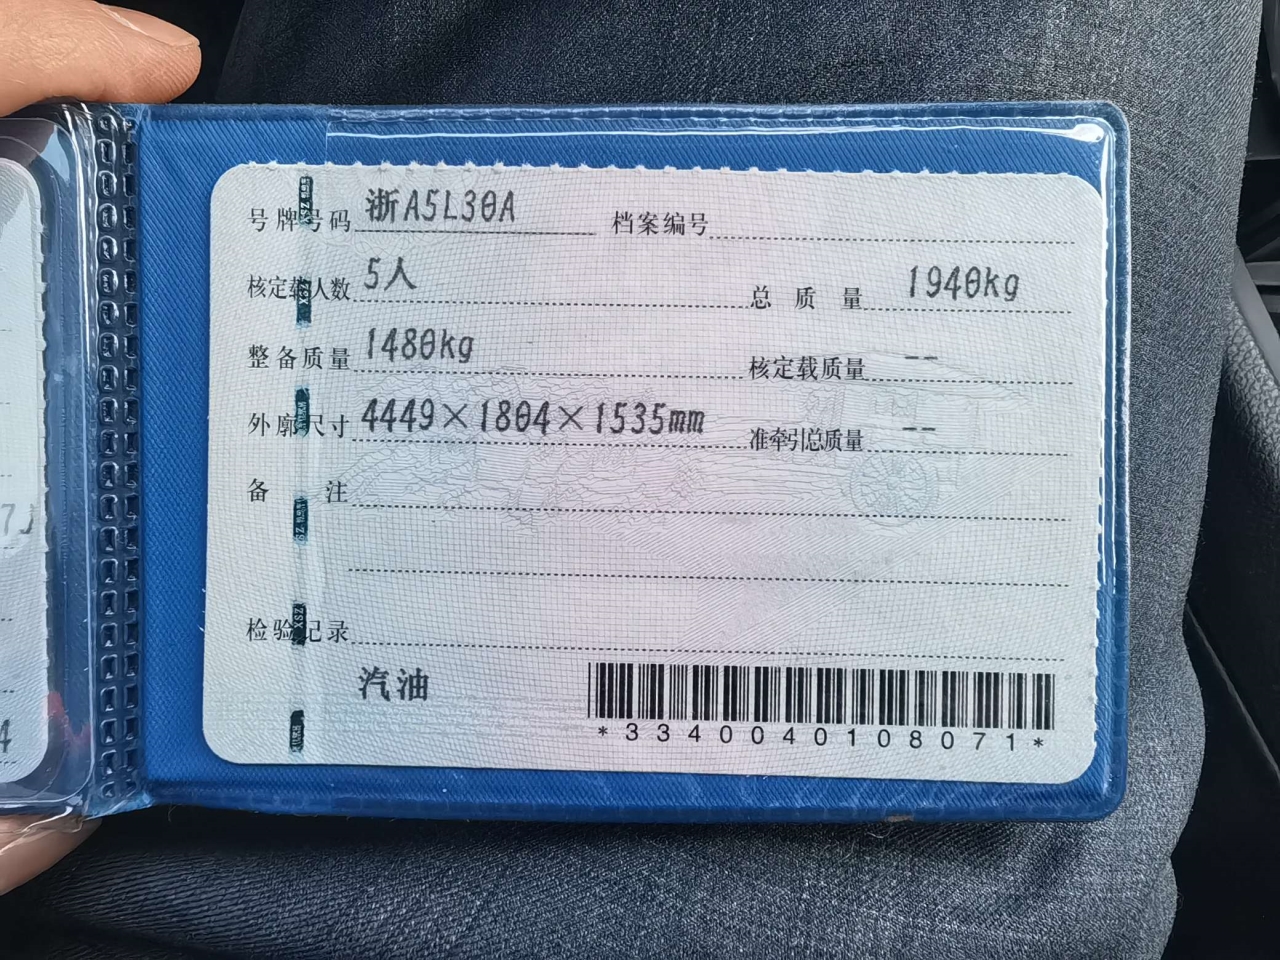 号牌号码 浙A5L30A 档案编号
核定载人数 5人 总质量 1940kg
整备质量 1480kg 核定载质量 --
外廓尺寸 4449×1804×1535mm 准牵引总质量 --
备注
检验记录
汽油
*3340040108071*